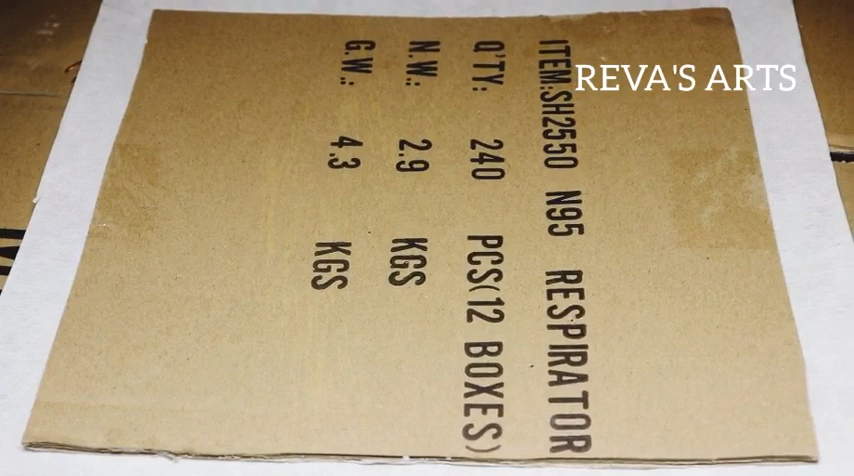 REVA'S ARTS
ITEM:SH2550 N95 RESPIRATOR
Q'TY: 240 PCS(12 BOXES)
N.W.: 2.9 KGS
G.W.: 4.3 KGS